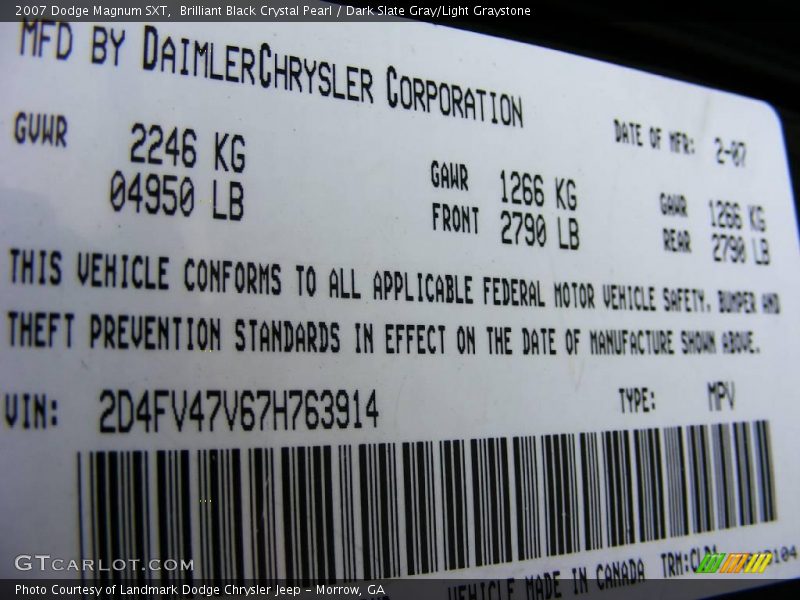 2007 Dodge Magnum SXT,  Brilliant Black Crystal Pearl / Dark Slate Gray/Light Graystone
MFD BY DAIMLERCHRYSLER CORPORATION
DATE OF MFR: 2-07
GVWR 2246 KG
04950 LB
GAWR 1266 KG
FRONT 2790 LB
GAWR 1266 KG
REAR 2790 LB
THIS VEHICLE CONFORMS TO ALL APPLICABLE FEDERAL MOTOR VEHICLE SAFETY, BUMPER AND
THEFT PREVENTION STANDARDS IN EFFECT ON THE DATE OF MANUFACTURE SHOWN ABOVE.
VIN: 2D4FV47V67H763914
TYPE: MPV
VEHICLE MADE IN CANADA TRM:
GTCARLOT.COM
Photo Courtesy of Landmark Dodge Chrysler Jeep – Morrow, GA